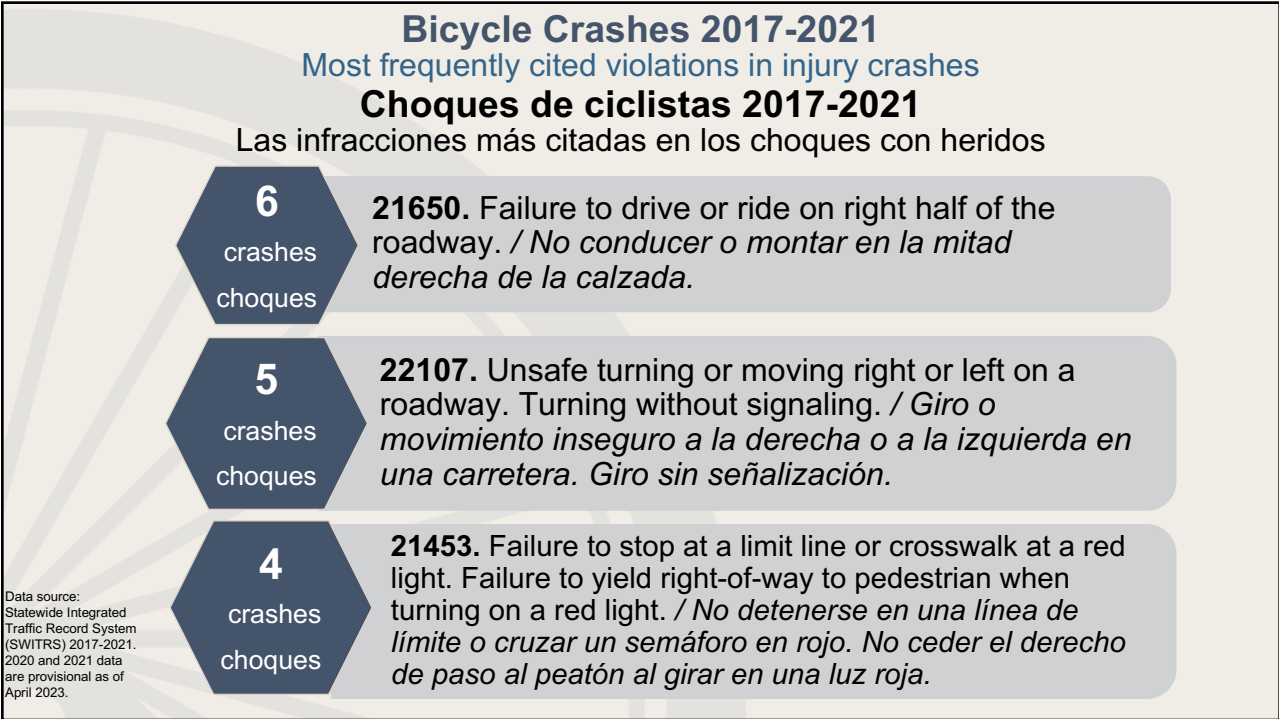 Bicycle Crashes 2017-2021
Most frequently cited violations in injury crashes
Choques de ciclistas 2017-2021
Las infracciones más citadas en los choques con heridos
6
crashes
choques
21650. Failure to drive or ride on right half of the
roadway. / No conducer o montar en la mitad
derecha de la calzada.
5
crashes
choques
22107. Unsafe turning or moving right or left on a
roadway. Turning without signaling. / Giro o
movimiento inseguro a la derecha o a la izquierda en
una carretera. Giro sin señalización.
4
crashes
choques
21453. Failure to stop at a limit line or crosswalk at a red
light. Failure to yield right-of-way to pedestrian when
turning on a red light. / No detenerse en una línea de
límite o cruzar un semáforo en rojo. No ceder el derecho
de paso al peatón al girar en una luz roja.
Data source:
Statewide Integrated
Traffic Record System
(SWITRS) 2017-2021.
2020 and 2021 data
are provisional as of
April 2023.